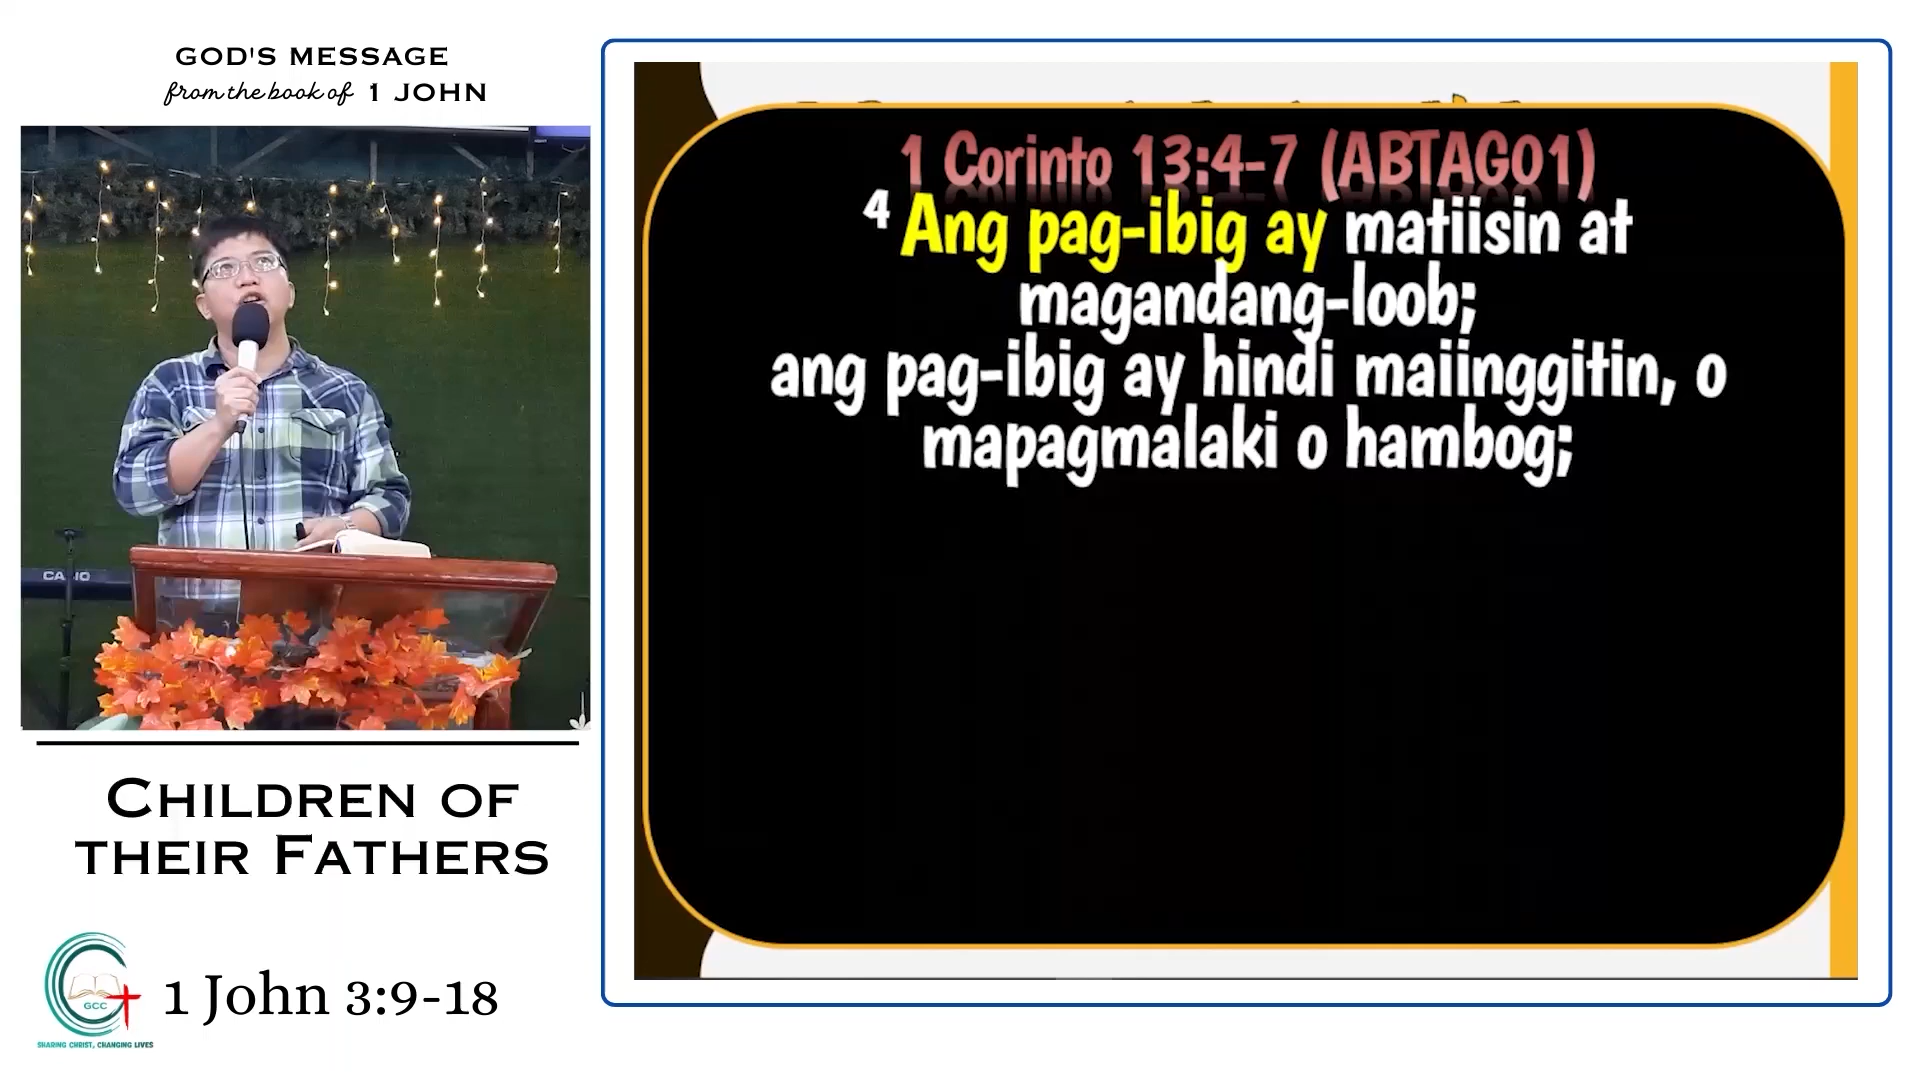 GOD'S MESSAGE
from the book of 1 JOHN
CASIO
CHILDREN OF
THEIR FATHERS
GCC
SHARING CHRIST, CHANGING LIVES
1 John 3:9-18
1 Corinto 13:4-7 (ABTAG01)
4 Ang pag-ibig ay matiisin at
magandang-loob;
ang pag-ibig ay hindi maiinggitin, o
mapagmalaki o hambog;